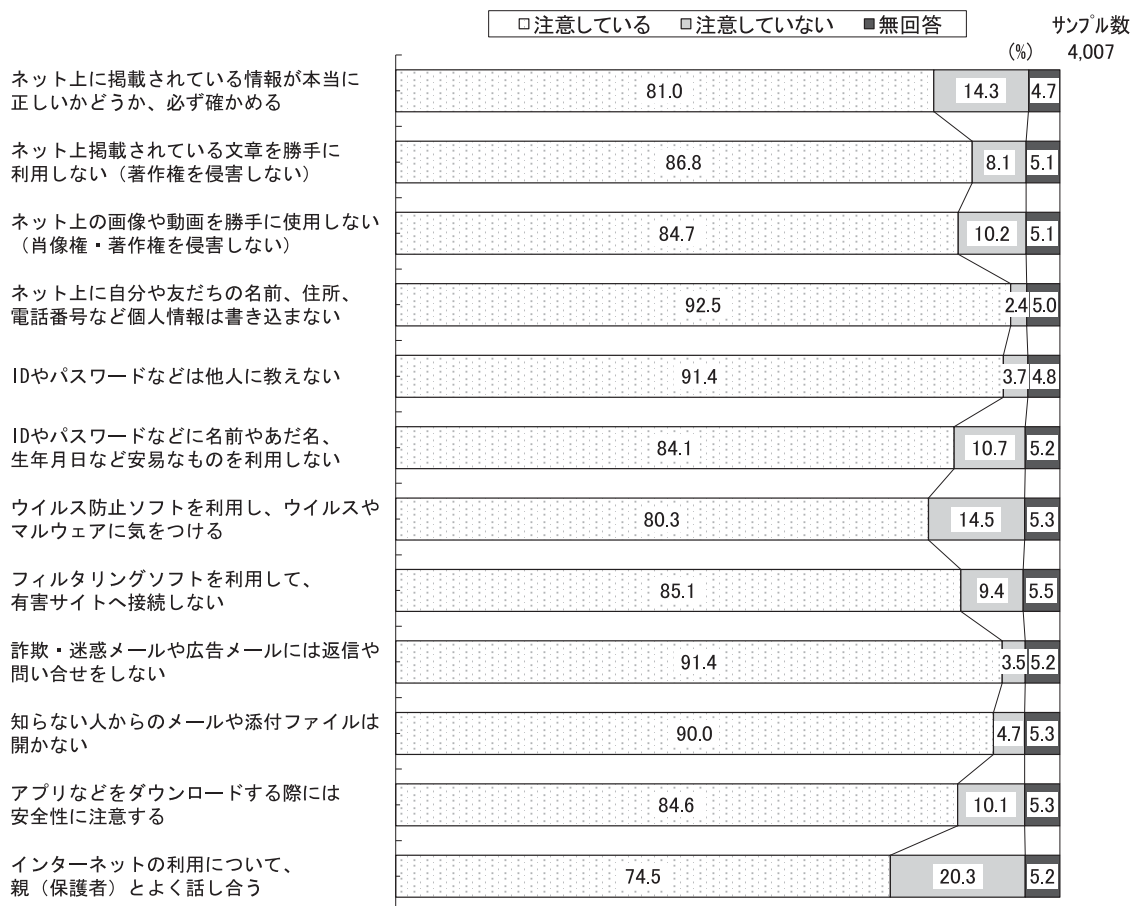 □注意している □注意していない ■無回答
サンプル数
(%) 4,007
ネット上に掲載されている情報が本当に
正しいかどうか、必ず確かめる
81.0 14.3 4.7
ネット上掲載されている文章を勝手に
利用しない（著作権を侵害しない）
86.8 8.1 5.1
ネット上の画像や動画を勝手に使用しない
（肖像権・著作権を侵害しない）
84.7 10.2 5.1
ネット上に自分や友だちの名前、住所、
電話番号など個人情報は書き込まない
92.5 2.4 5.0
IDやパスワードなどは他人に教えない
91.4 3.7 4.8
IDやパスワードなどに名前やあだ名、
生年月日など安易なものを利用しない
84.1 10.7 5.2
ウイルス防止ソフトを利用し、ウイルスや
マルウェアに気をつける
80.3 14.5 5.3
フィルタリングソフトを利用して、
有害サイトへ接続しない
85.1 9.4 5.5
詐欺・迷惑メールや広告メールには返信や
問い合せをしない
91.4 3.5 5.2
知らない人からのメールや添付ファイルは
開かない
90.0 4.7 5.3
アプリなどをダウンロードする際には
安全性に注意する
84.6 10.1 5.3
インターネットの利用について、
親（保護者）とよく話し合う
74.5 20.3 5.2